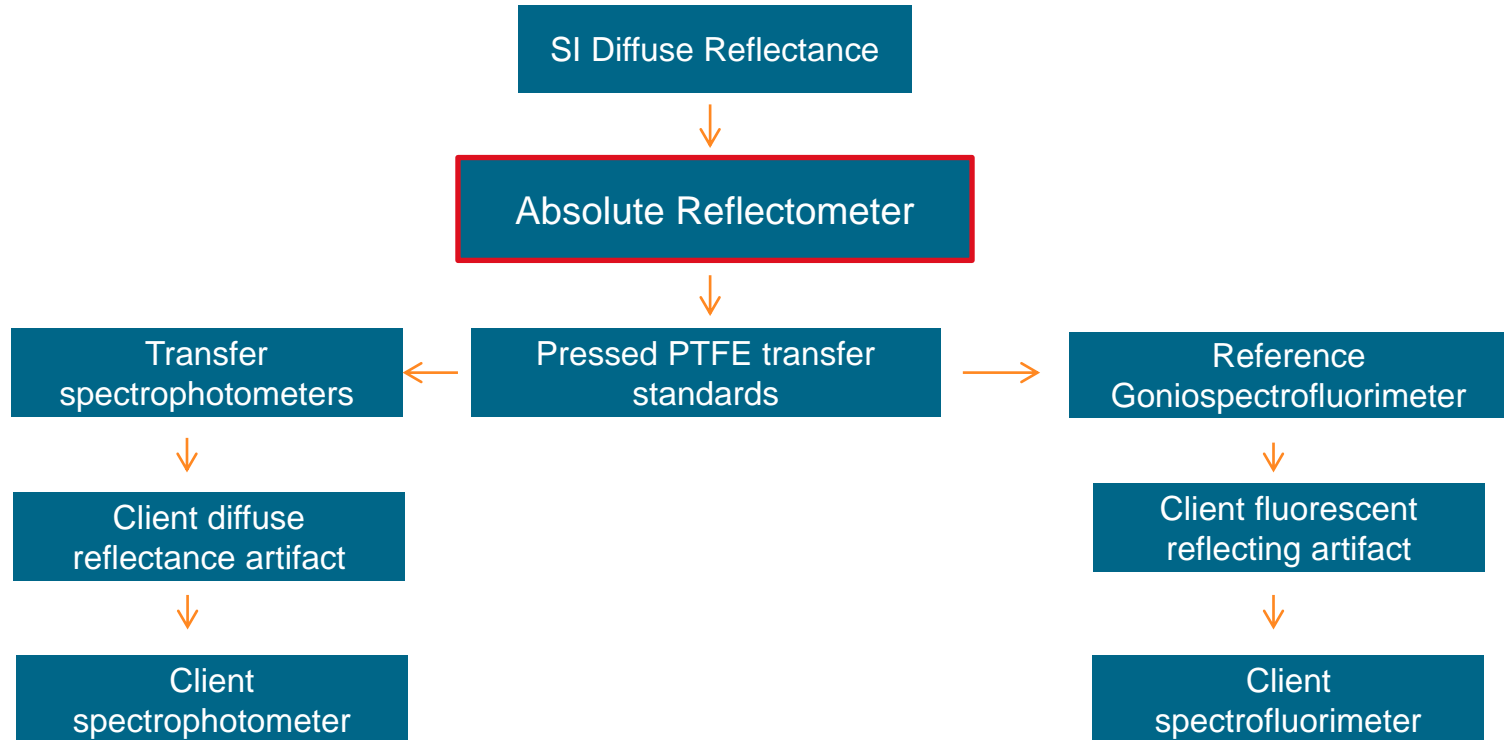 SI Diffuse Reflectance
Absolute Reflectometer
Transfer
spectrophotometers
Pressed PTFE transfer
standards
Reference
Goniospectrofluorimeter
Client diffuse
reflectance artifact
Client fluorescent
reflecting artifact
Client
spectrophotometer
Client
spectrofluorimeter